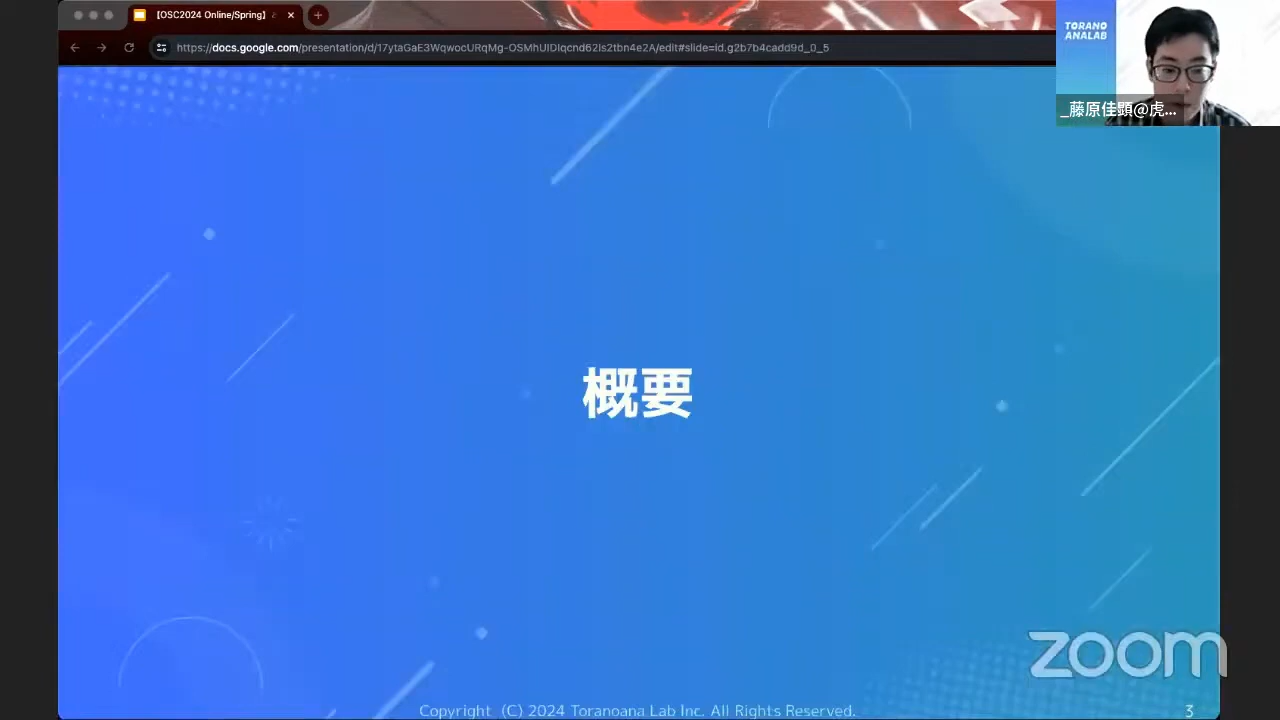 【OSC2024 Online/Spring】
https://docs.google.com/presentation/d/17ytaGaE3WqwocURqMg-OSMhUIDIqcnd62ls2tbn4e2A/edit#slide=id.g2b7b4cadd9d_0_5
TORANO
ANALAB
_藤原佳顕@虎...
概要
zoom
Copyright (C) 2024 Toranoana Lab Inc. All Rights Reserved.
3